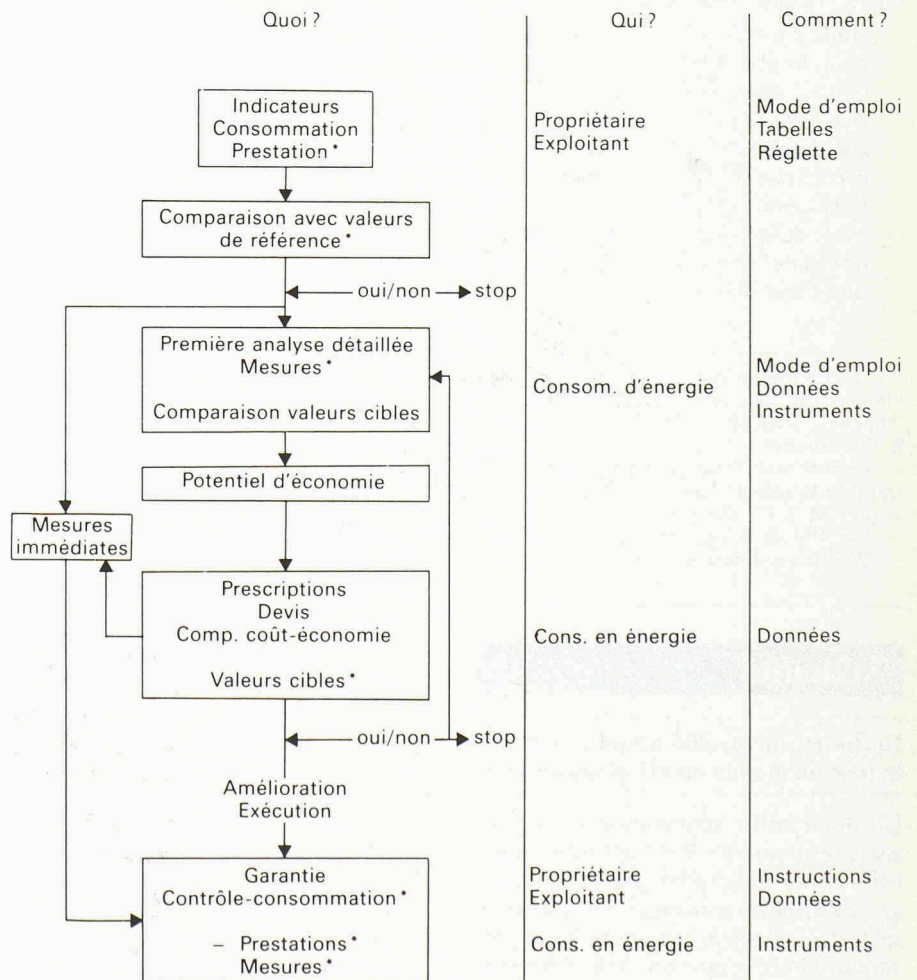 Quoi ? Qui ? Comment ?
Indicateurs
Consommation
Prestation*
Propriétaire
Exploitant
Mode d'emploi
Tabelles
Réglette
Comparaison avec valeurs
de référence*
oui/non stop
Première analyse détaillée
Mesures*
Comparaison valeurs cibles
Consom. d'énergie
Mode d'emploi
Données
Instruments
Potentiel d'économie
Mesures
immédiates
Prescriptions
Devis
Comp. coût-économie
Valeurs cibles*
Cons. en énergie
Données
oui/non stop
Amélioration
Exécution
Garantie
Contrôle-consommation*
– Prestations*
Mesures*
Propriétaire
Exploitant
Cons. en énergie
Instructions
Données
Instruments